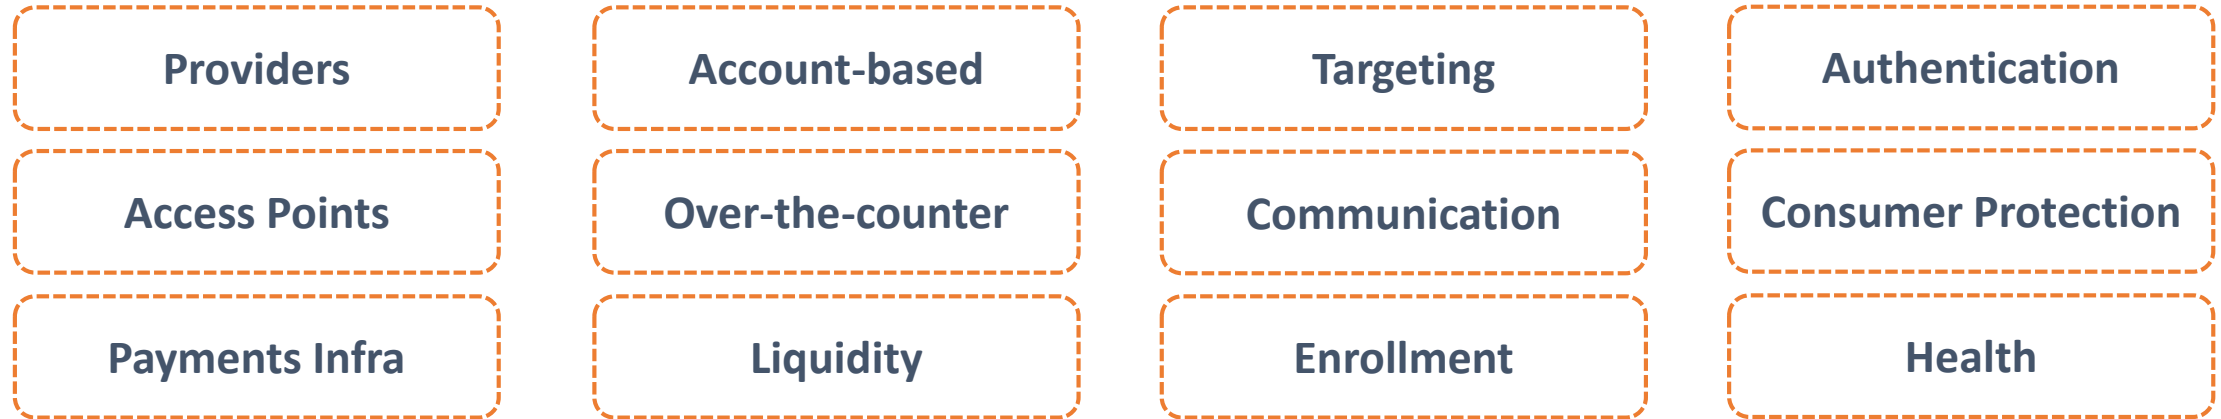 Providers
Account-based
Targeting
Authentication
Access Points
Over-the-counter
Communication
Consumer Protection
Payments Infra
Liquidity
Enrollment
Health